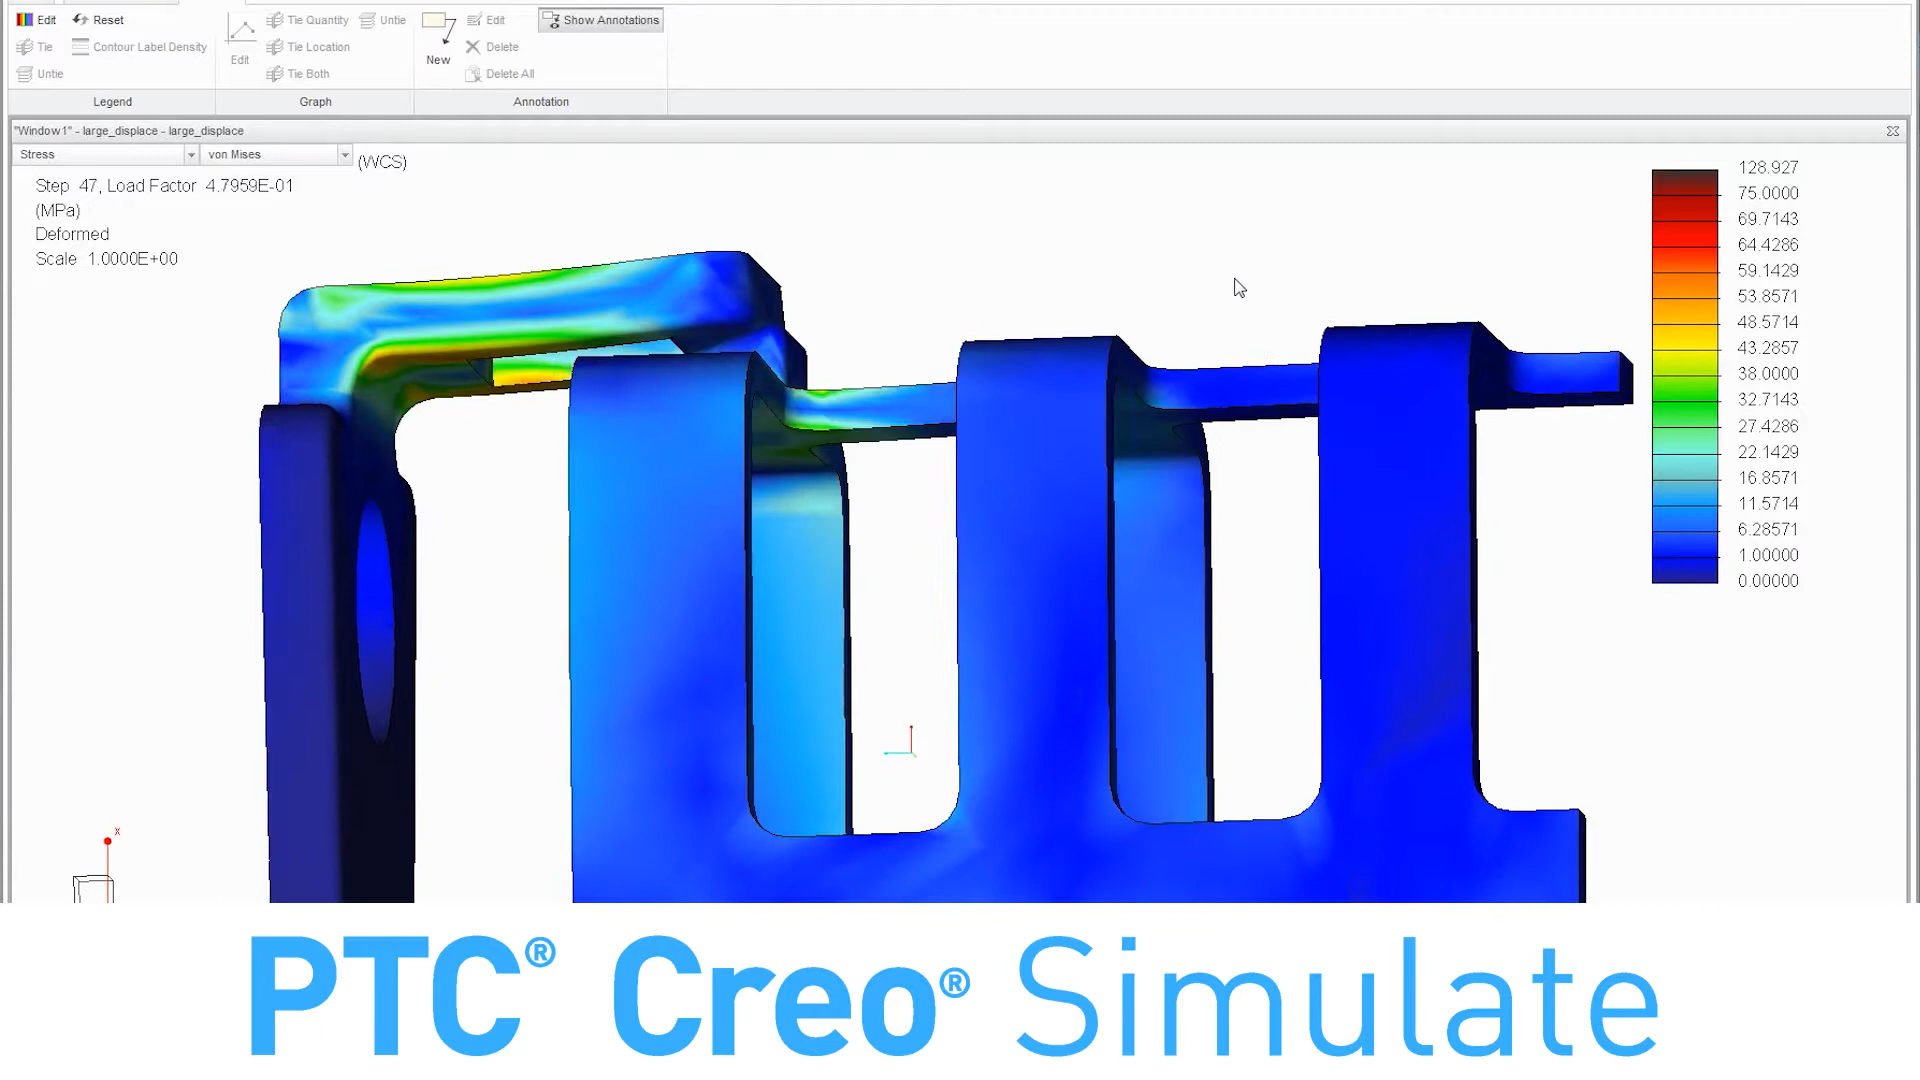 Edit Reset Tie Quantity Untie Edit Show Annotations
Tie Contour Label Density Tie Location Delete
Edit New
Untie Tie Both Delete All
Legend Graph Annotation
"Window1" - large_displace - large_displace
Stress von Mises (WCS)
Step 47, Load Factor 4.7959E-01
(MPa)
Deformed
Scale 1.0000E+00
128.927
75.0000
69.7143
64.4286
59.1429
53.8571
48.5714
43.2857
38.0000
32.7143
27.4286
22.1429
16.8571
11.5714
6.28571
1.00000
0.00000
x
PTC® Creo® Simulate